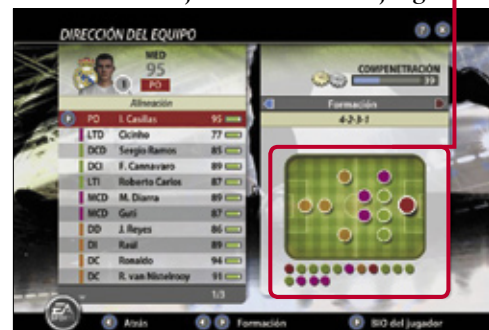 DIRECCIÓN DEL EQUIPO
MED
95
PO
1
COMPENETRACIÓN
Alineación
Formación
4-2-3-1
PO I. Casillas 95
LTD Cicinho 77
DCD Sergio Ramos 85
DCI F. Cannavaro 89
LTI Roberto Carlos 87
MCD M. Diarra 89
MCD Guti 87
DD J. Reyes 86
DI Raúl 89
DC Ronaldo 94
DC R. van Nistelrooy 91
1/3
EA
Atrás
Formación
BIO del jugador